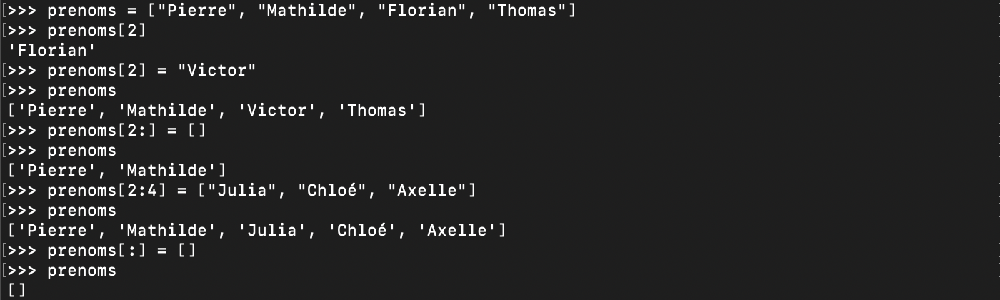 [>>> prenoms = ["Pierre", "Mathilde", "Florian", "Thomas"]
[>>> prenoms[2]
'Florian'
[>>> prenoms[2] = "Victor"
[>>> prenoms
['Pierre', 'Mathilde', 'Victor', 'Thomas']
[>>> prenoms[2:] = []
[>>> prenoms
['Pierre', 'Mathilde']
[>>> prenoms[2:4] = ["Julia", "Chloé", "Axelle"]
[>>> prenoms
['Pierre', 'Mathilde', 'Julia', 'Chloé', 'Axelle']
[>>> prenoms[:] = []
[>>> prenoms
[]